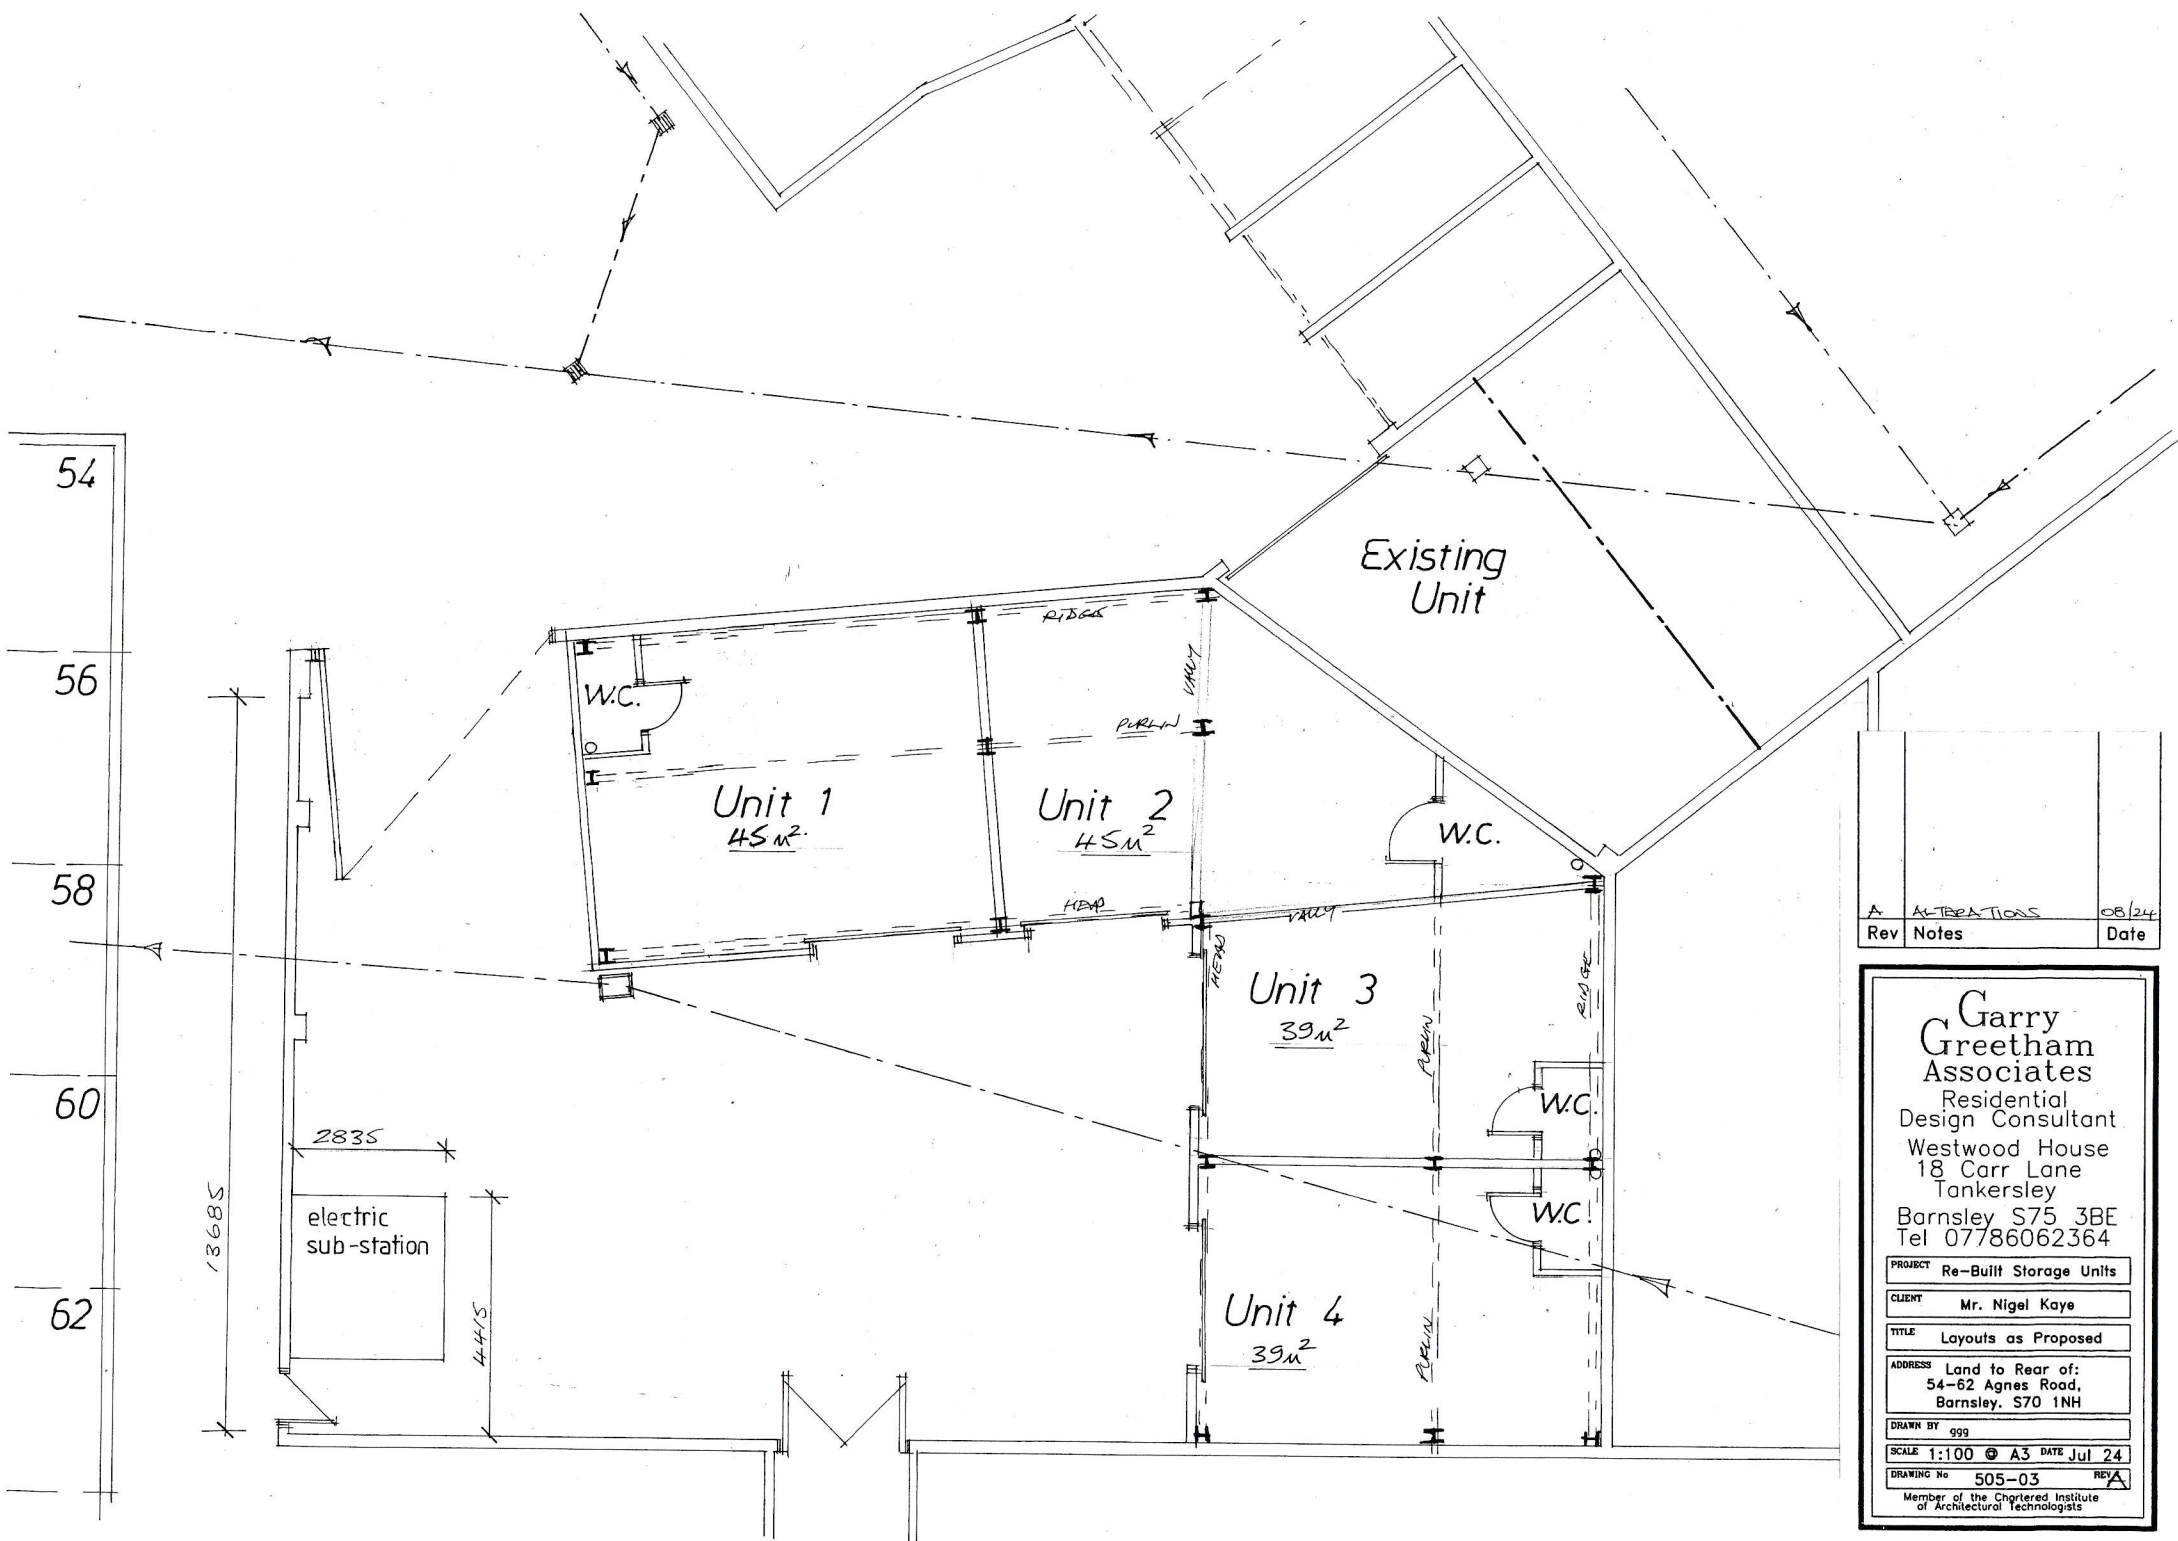 54
56
58
60
62
13685
2835
4415
electric
sub-station
W.C.
RIDGE
VALLY
PURLIN
Unit 1
45M²
Unit 2
45M²
HEAD
Existing
Unit
W.C.
VALLY
HEAD
Unit 3
39M²
PURLIN
RIDGE
W.C.
W.C.
Unit 4
39M²
PURLIN
A ALTERATIONS 08/24
Rev Notes Date
Garry
Greetham
Associates
Residential
Design Consultant
Westwood House
18 Carr Lane
Tankersley
Barnsley S75 3BE
Tel 07786062364
PROJECT Re-Built Storage Units
CLIENT Mr. Nigel Kaye
TITLE Layouts as Proposed
ADDRESS Land to Rear of:
54-62 Agnes Road,
Barnsley. S70 1NH
DRAWN BY ggg
SCALE 1:100 @ A3 DATE Jul 24
DRAWING No 505-03 REV A
Member of the Chartered Institute
of Architectural Technologists